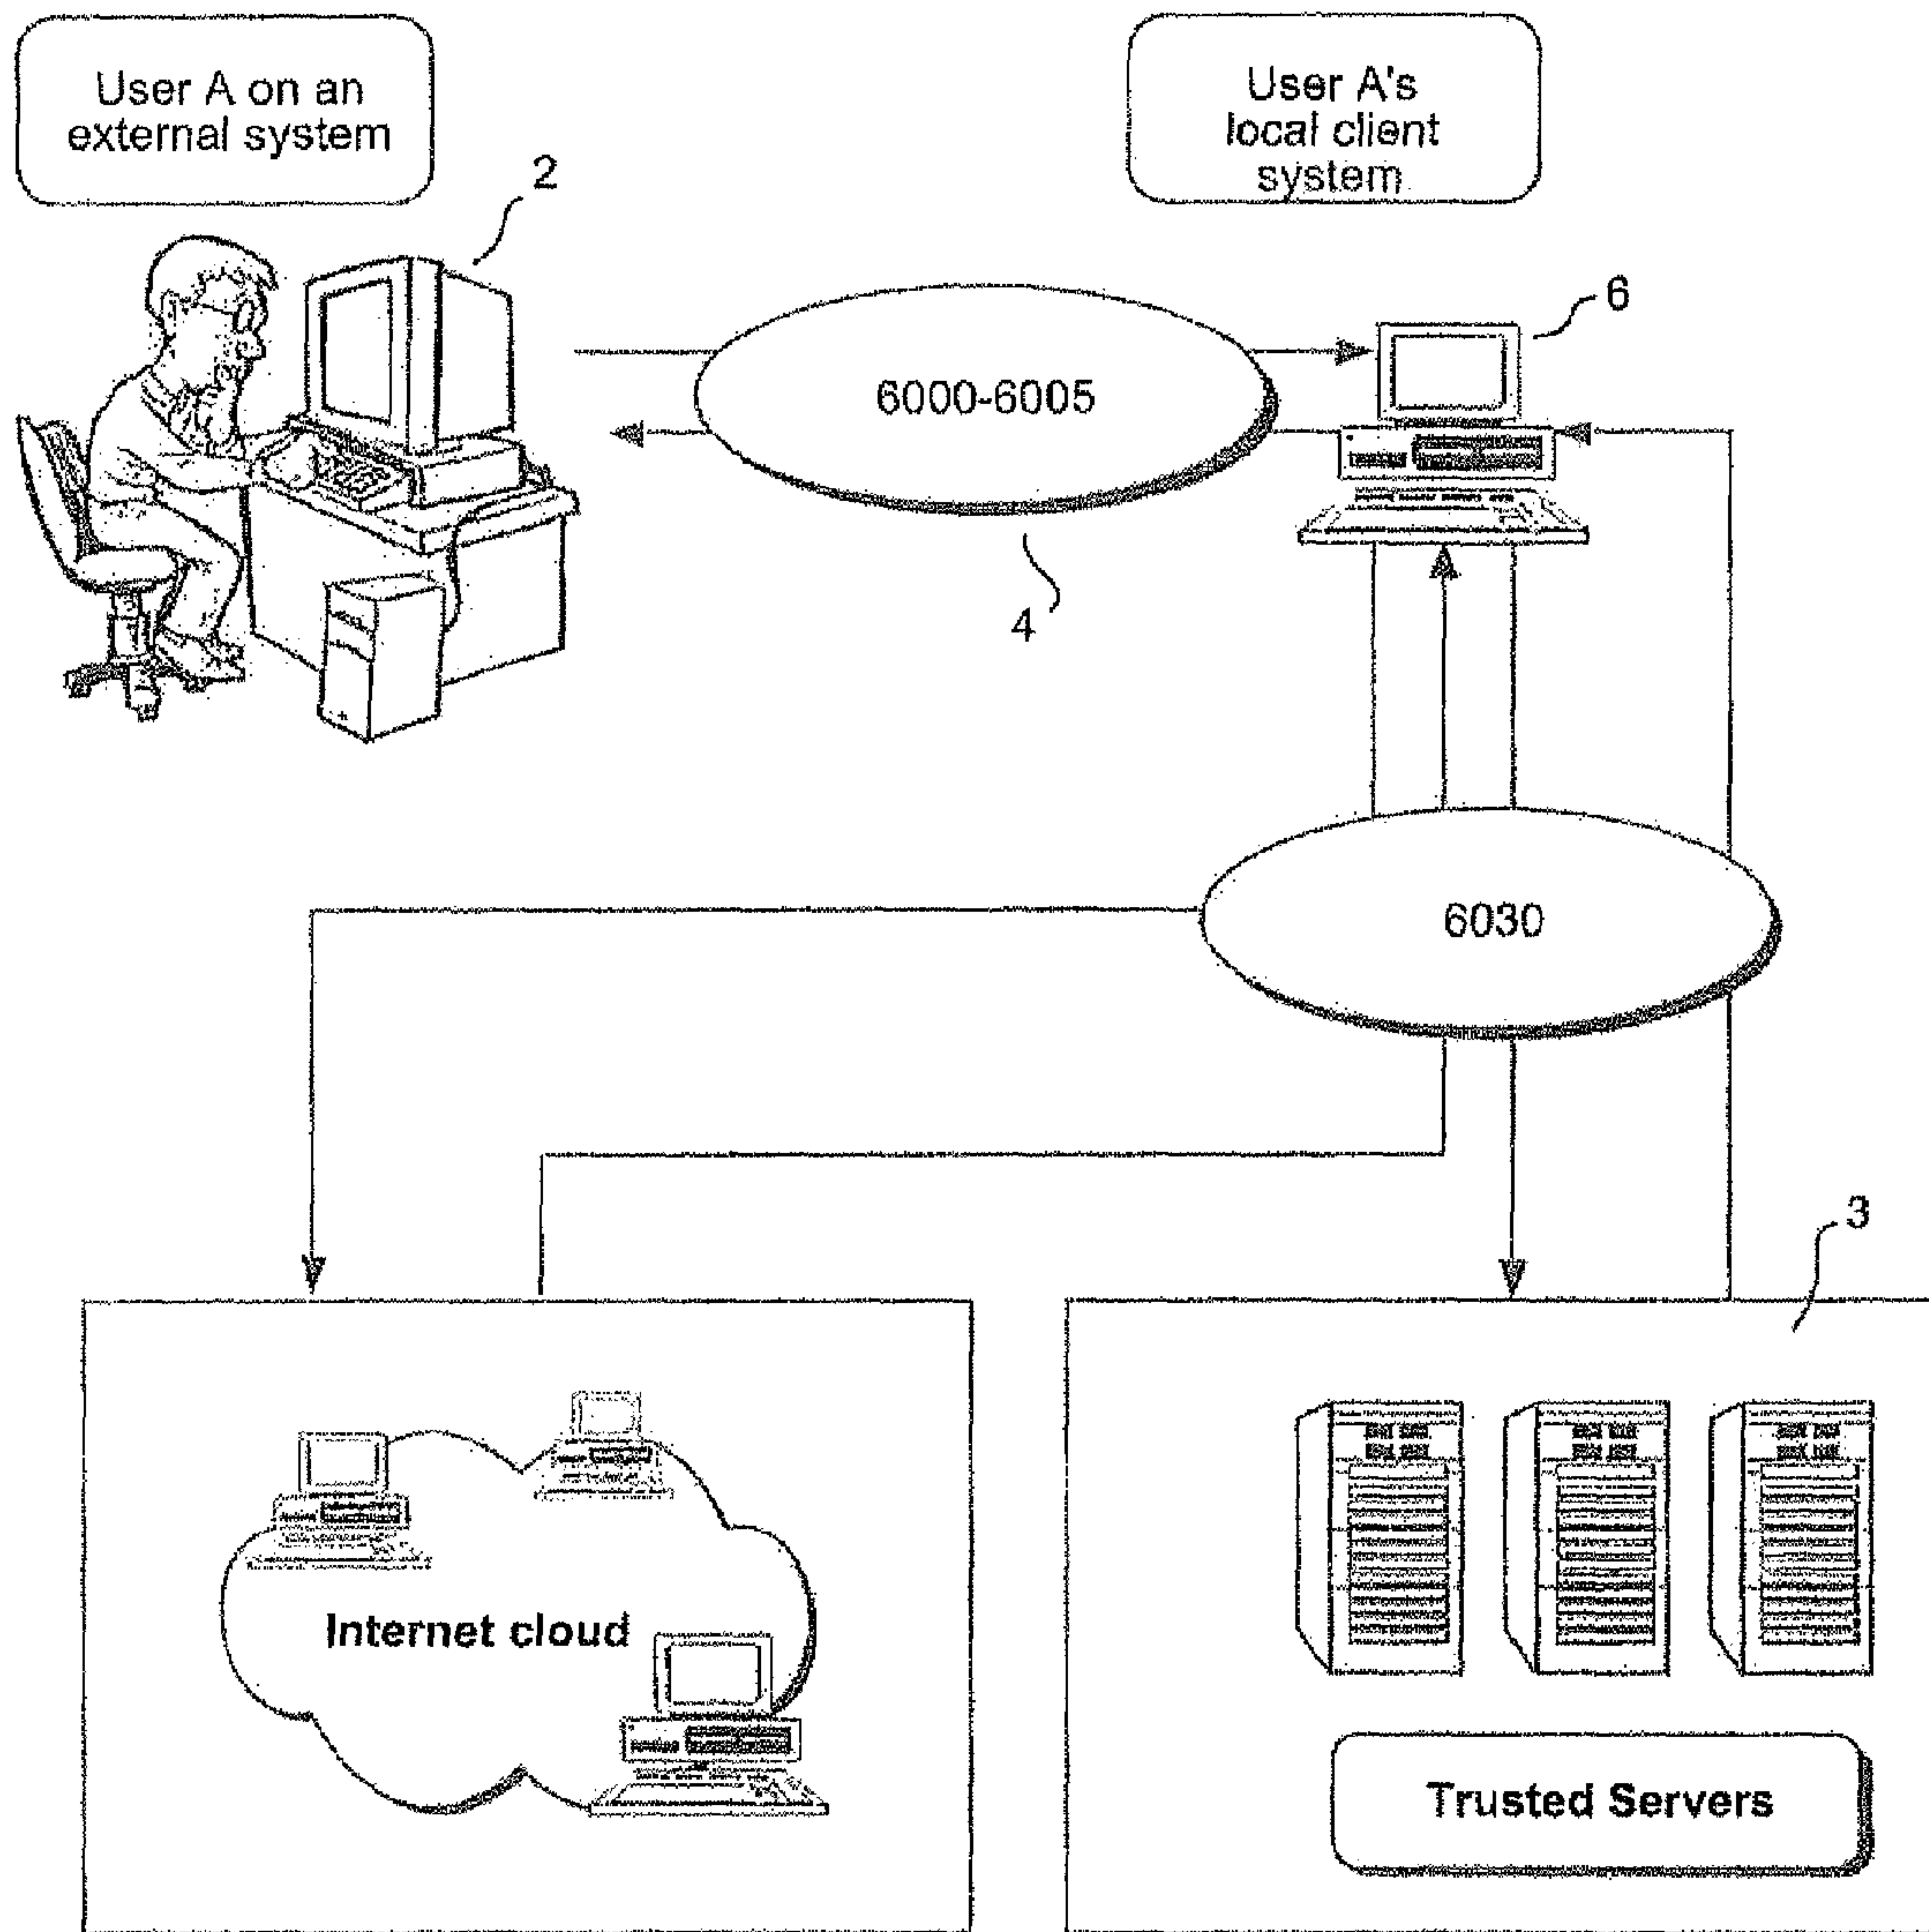 User A on an
external system
User A's
local client
system
2
6
6000-6005
4
6030
3
Internet cloud
Trusted Servers